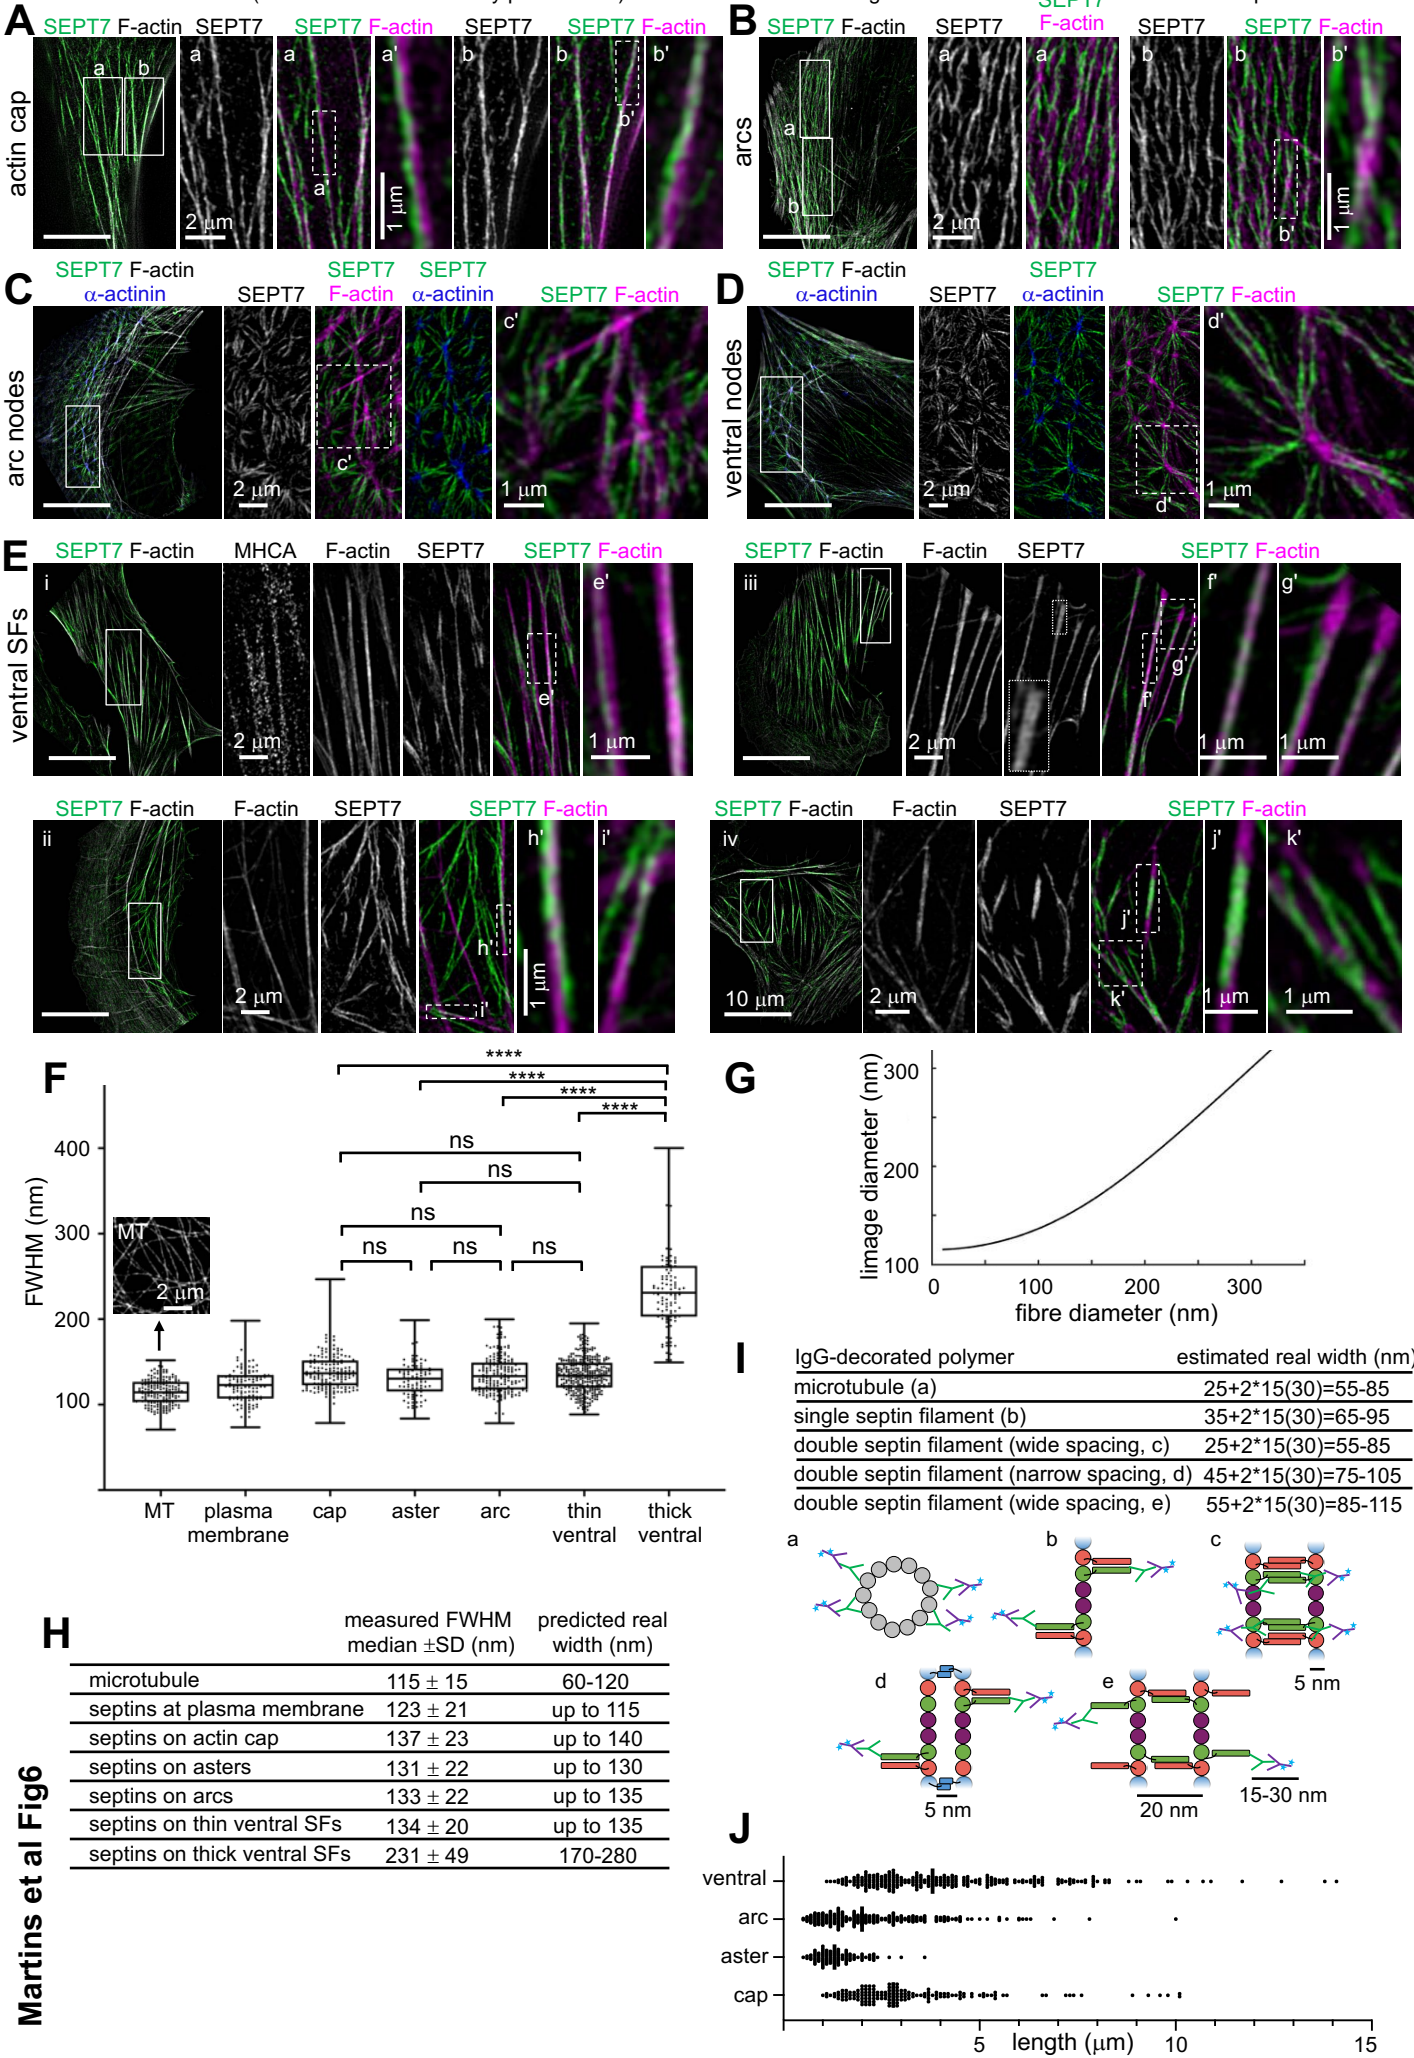 A
SEPT7 F-actin SEPT7 SEPT7 F-actin
actin cap
a
b
a
2 μm
a
a'
a'
1 μm
b
b
b'
b'
B
SEPT7 F-actin SEPT7 SEPT7 F-actin SEPT7 SEPT7 F-actin
arcs
a
b
a
2 μm
a
b
2 μm
b
b'
b'
1 μm
C
SEPT7 F-actin α-actinin
SEPT7
SEPT7 F-actin
SEPT7 α-actinin
SEPT7 F-actin
arc nodes
2 μm
c'
c'
1 μm
D
SEPT7 F-actin α-actinin
SEPT7
SEPT7 α-actinin
SEPT7 F-actin
ventral nodes
2 μm
d'
d'
1 μm
E
SEPT7 F-actin MHCA F-actin SEPT7 SEPT7 F-actin
ventral SFs
i
2 μm
e'
e'
1 μm
SEPT7 F-actin F-actin SEPT7 SEPT7 F-actin
iii
2 μm
f'
g'
f'
1 μm
g'
1 μm
SEPT7 F-actin F-actin SEPT7 SEPT7 F-actin
ii
2 μm
h'
i'
h'
1 μm
i'
SEPT7 F-actin F-actin SEPT7 SEPT7 F-actin
iv
10 μm
2 μm
j'
k'
j'
1 μm
k'
1 μm
F
****
****
****
****
ns
ns
ns
ns
ns
ns
FWHM (nm)
400
300
200
100
MT
2 μm
MT
plasma membrane
cap
aster
arc
thin ventral
thick ventral
G
Iimage diameter (nm)
300
200
100
0 100 200 300
fibre diameter (nm)
H
measured FWHM median ±SD (nm) predicted real width (nm)
microtubule 115 ± 15 60-120
septins at plasma membrane 123 ± 21 up to 115
septins on actin cap 137 ± 23 up to 140
septins on asters 131 ± 22 up to 130
septins on arcs 133 ± 22 up to 135
septins on thin ventral SFs 134 ± 20 up to 135
septins on thick ventral SFs 231 ± 49 170-280
I
IgG-decorated polymer estimated real width (nm)
microtubule (a) 25+2*15(30)=55-85
single septin filament (b) 35+2*15(30)=65-95
double septin filament (wide spacing, c) 25+2*15(30)=55-85
double septin filament (narrow spacing, d) 45+2*15(30)=75-105
double septin filament (wide spacing, e) 55+2*15(30)=85-115
a
b
c
5 nm
d
5 nm
e
20 nm
15-30 nm
J
ventral
arc
aster
cap
5 10 15
length (μm)
Martins et al Fig6